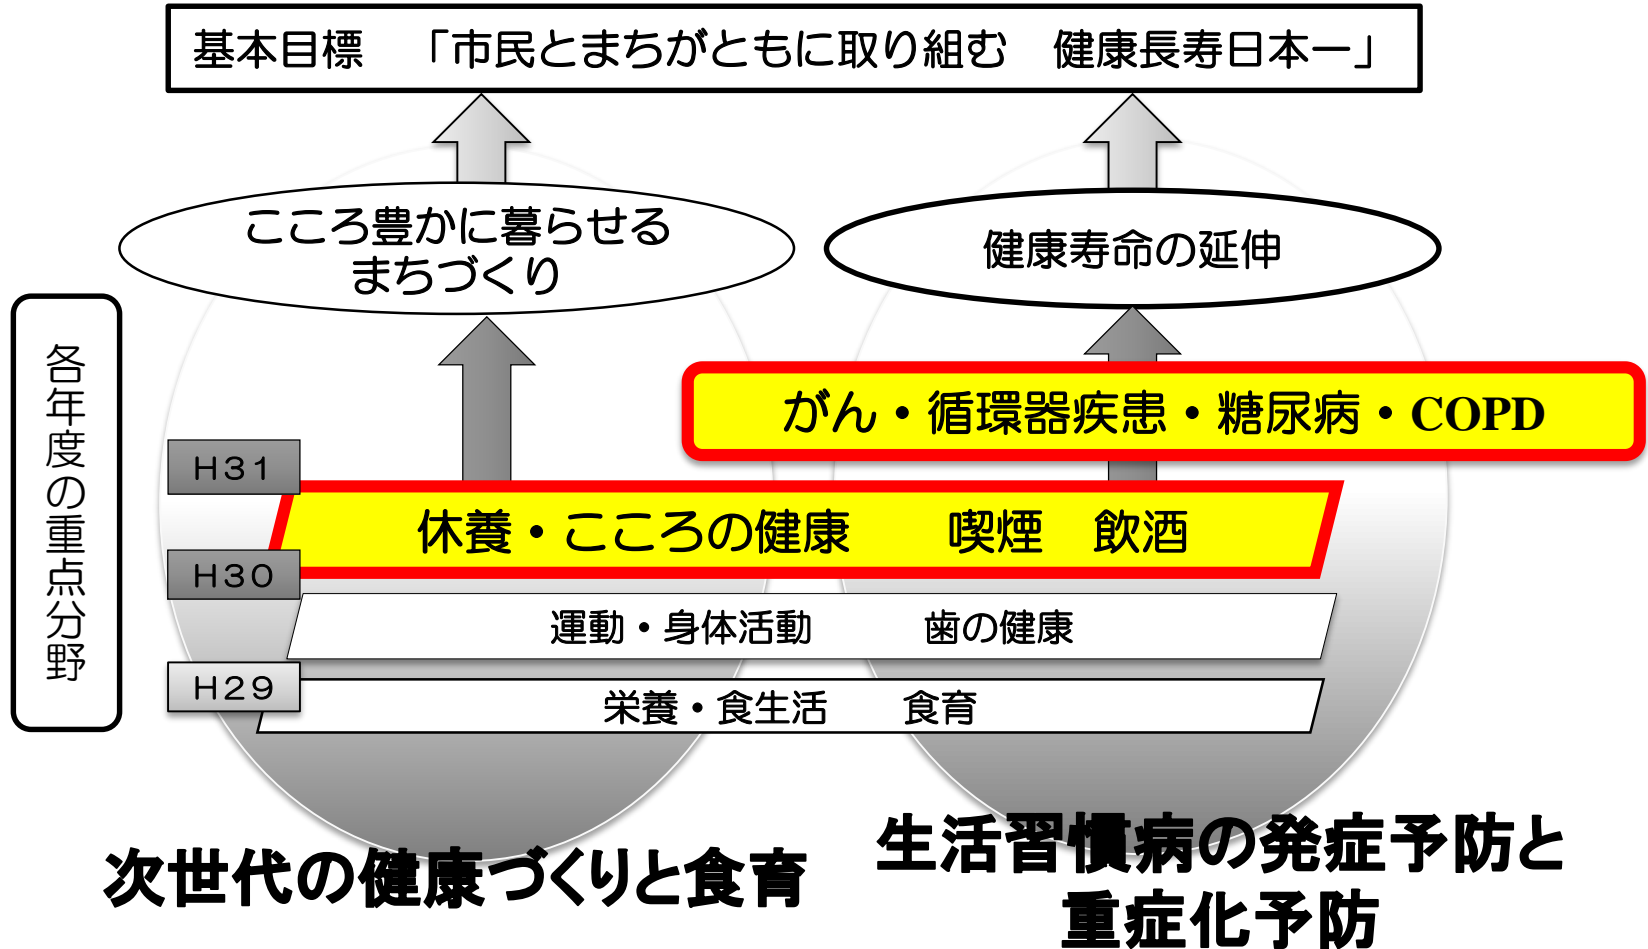 基本目標　「市民とまちがともに取り組む　健康長寿日本一」
こころ豊かに暮らせる
まちづくり
健康寿命の延伸
各年度の重点分野
がん・循環器疾患・糖尿病・COPD
H31
休養・こころの健康　　喫煙　飲酒
H30
運動・身体活動　　　歯の健康
H29
栄養・食生活　　食育
次世代の健康づくりと食育
生活習慣病の発症予防と
重症化予防